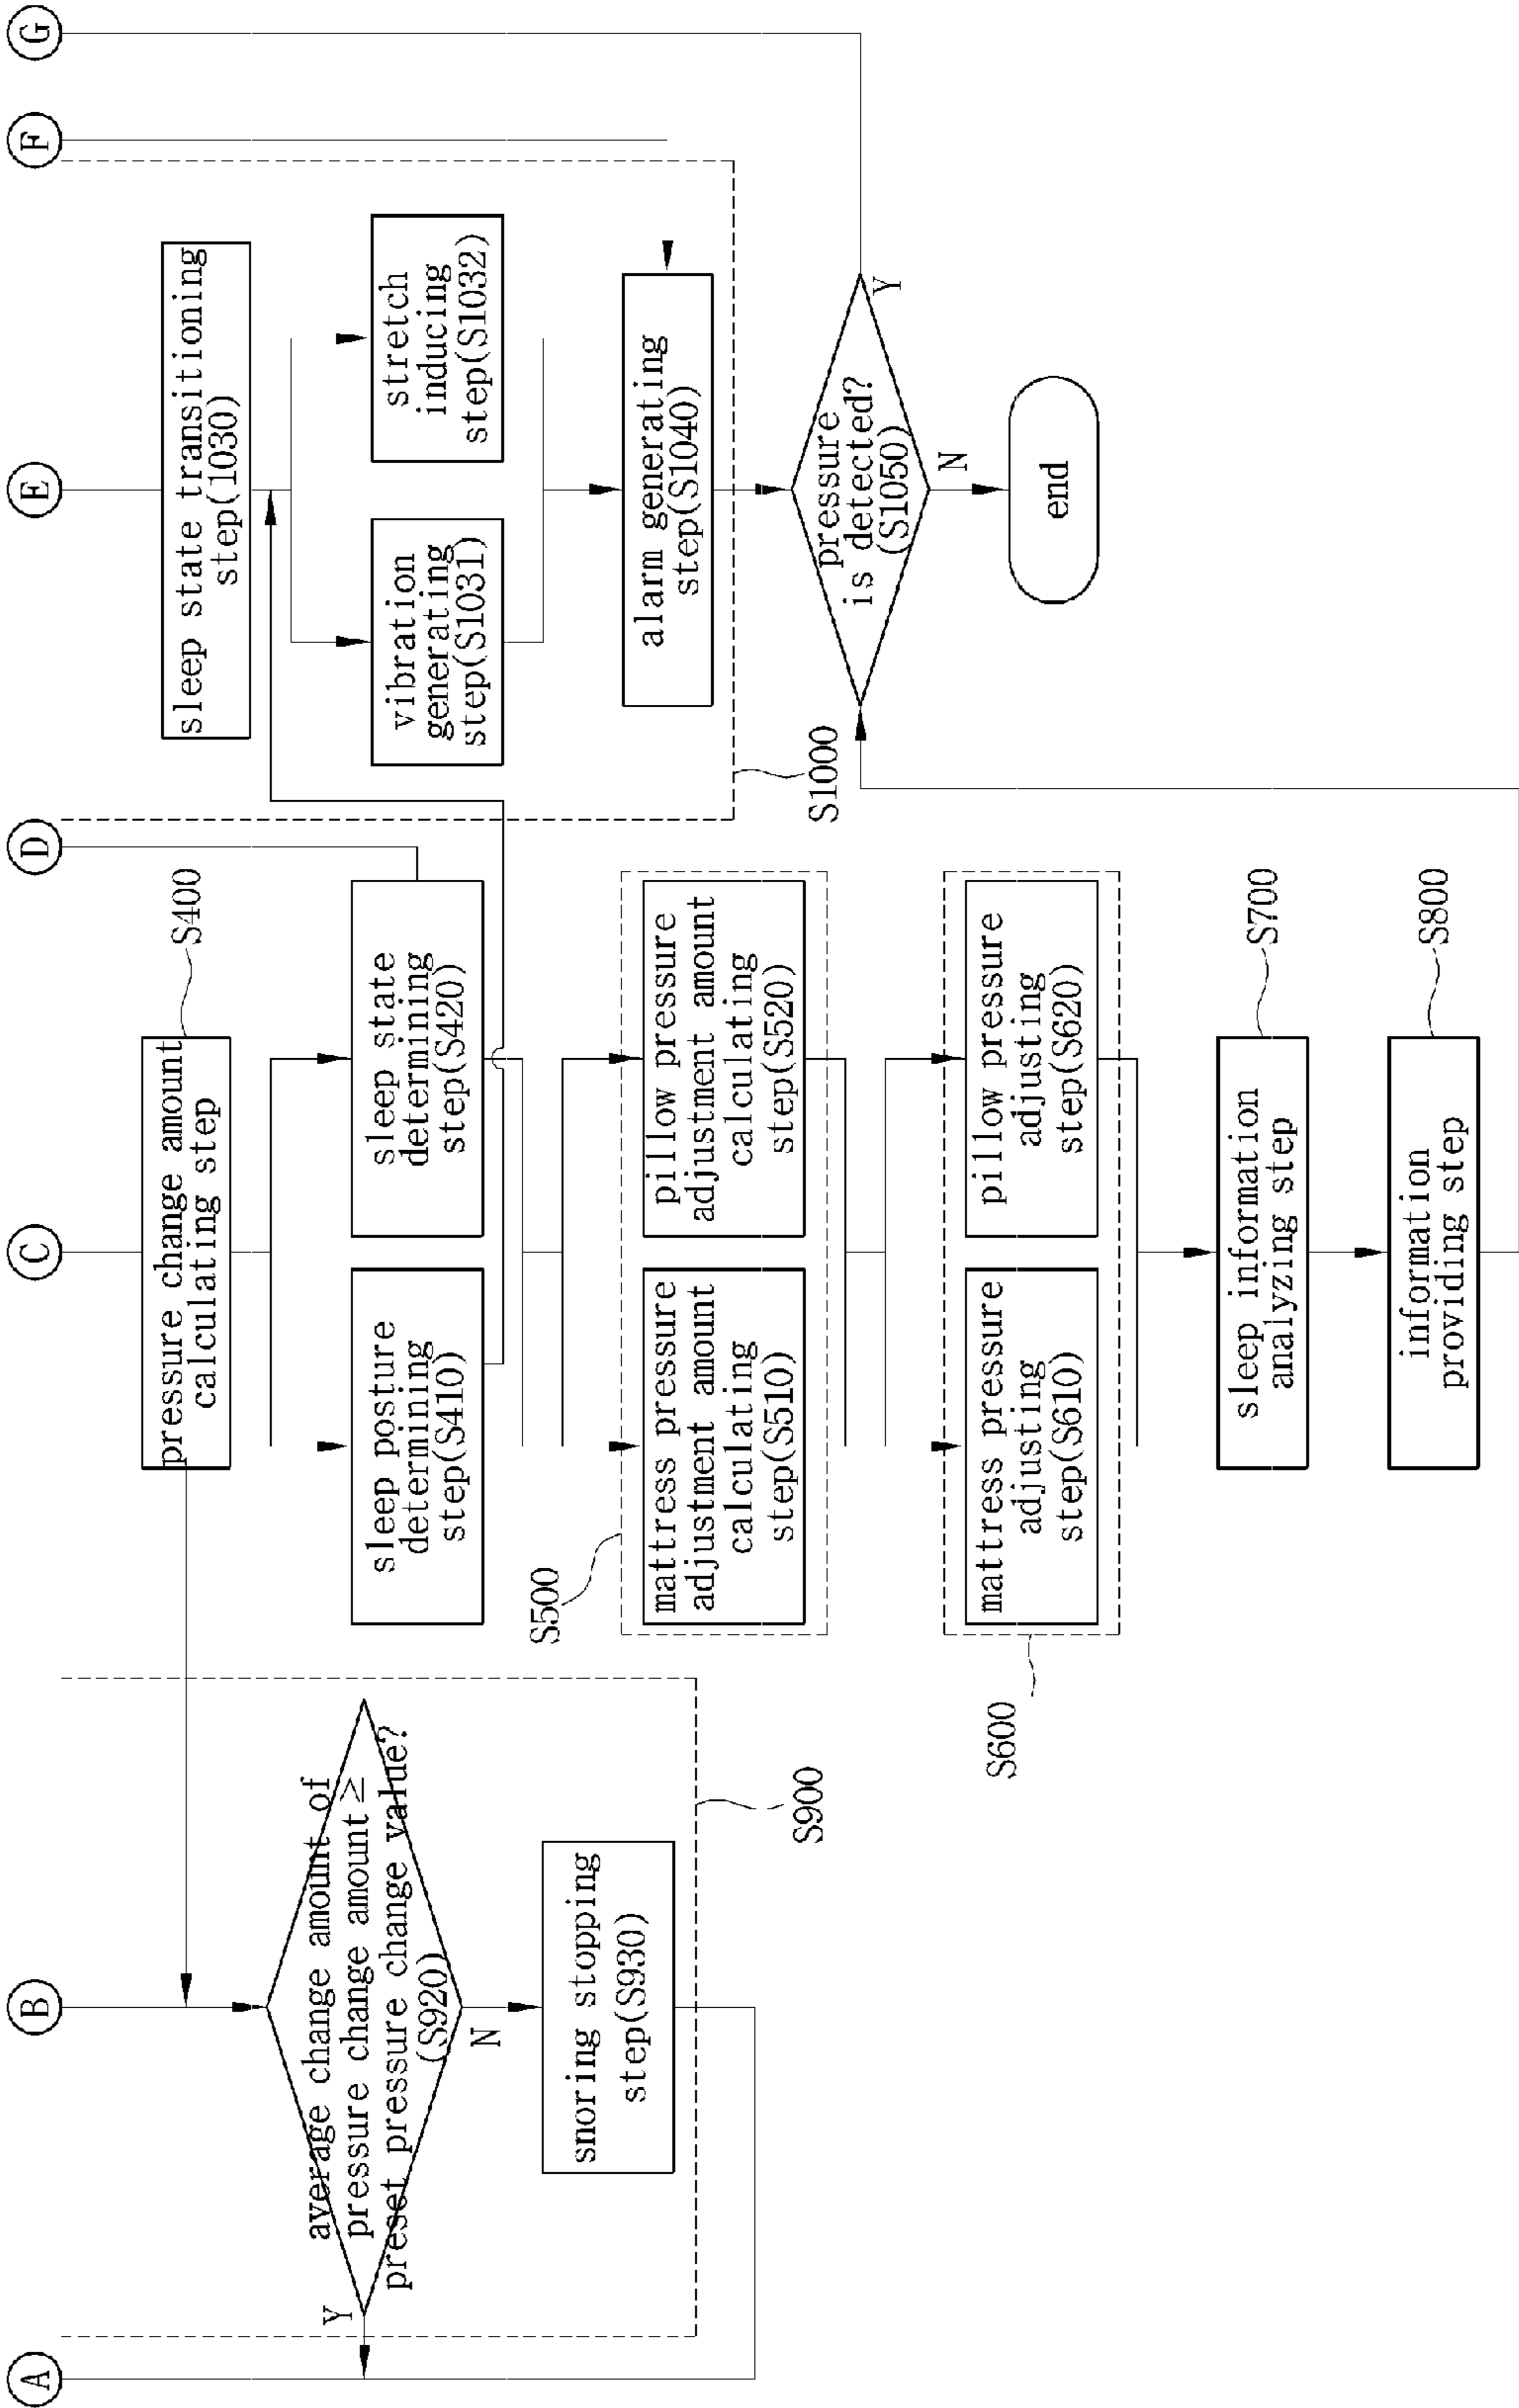 A
B
C
D
E
F
G
average change amount of
pressure change amount ≥
preset pressure change value?
(S920)
Y
N
snoring stopping
step(S930)
S900
pressure change amount
calculating step
S400
sleep posture
determining
step(S410)
sleep state
determining
step(S420)
S500
mattress pressure
adjustment amount
calculating
step(S510)
pillow pressure
adjustment amount
calculating
step(S520)
S600
mattress pressure
adjusting
step(S610)
pillow pressure
adjusting
step(S620)
sleep information
analyzing step
S700
information
providing step
S800
sleep state transitioning
step(1030)
vibration
generating
step(S1031)
stretch
inducing
step(S1032)
alarm generating
step(S1040)
S1000
pressure
is detected?
(S1050)
Y
N
end